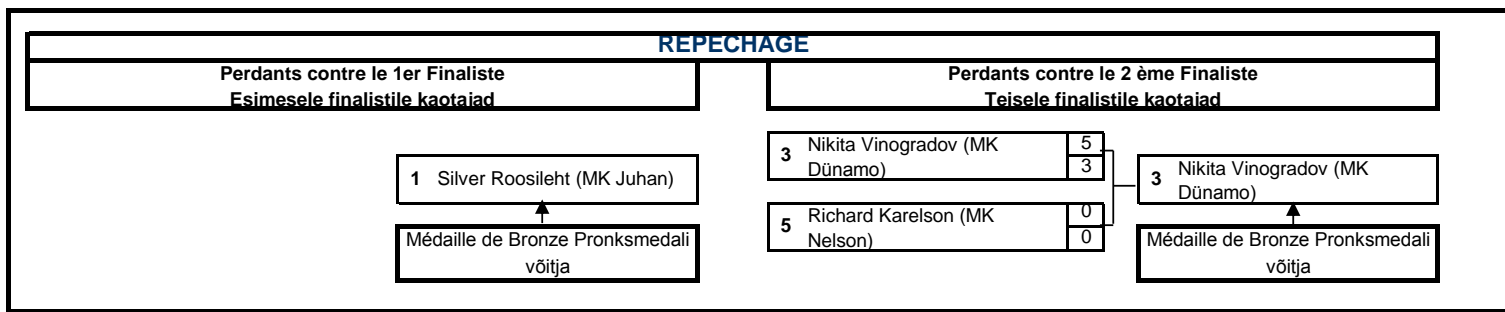 REPECHAGE
Perdants contre le 1er Finaliste
Esimesele finalistile kaotajad
Perdants contre le 2 ème Finaliste
Teisele finalistile kaotajad
1 Silver Roosileht (MK Juhan)
Médaille de Bronze Pronksmedali
võitja
3 Nikita Vinogradov (MK
Dünamo)
5
3
5 Richard Karelson (MK
Nelson)
0
0
3 Nikita Vinogradov (MK
Dünamo)
Médaille de Bronze Pronksmedali
võitja